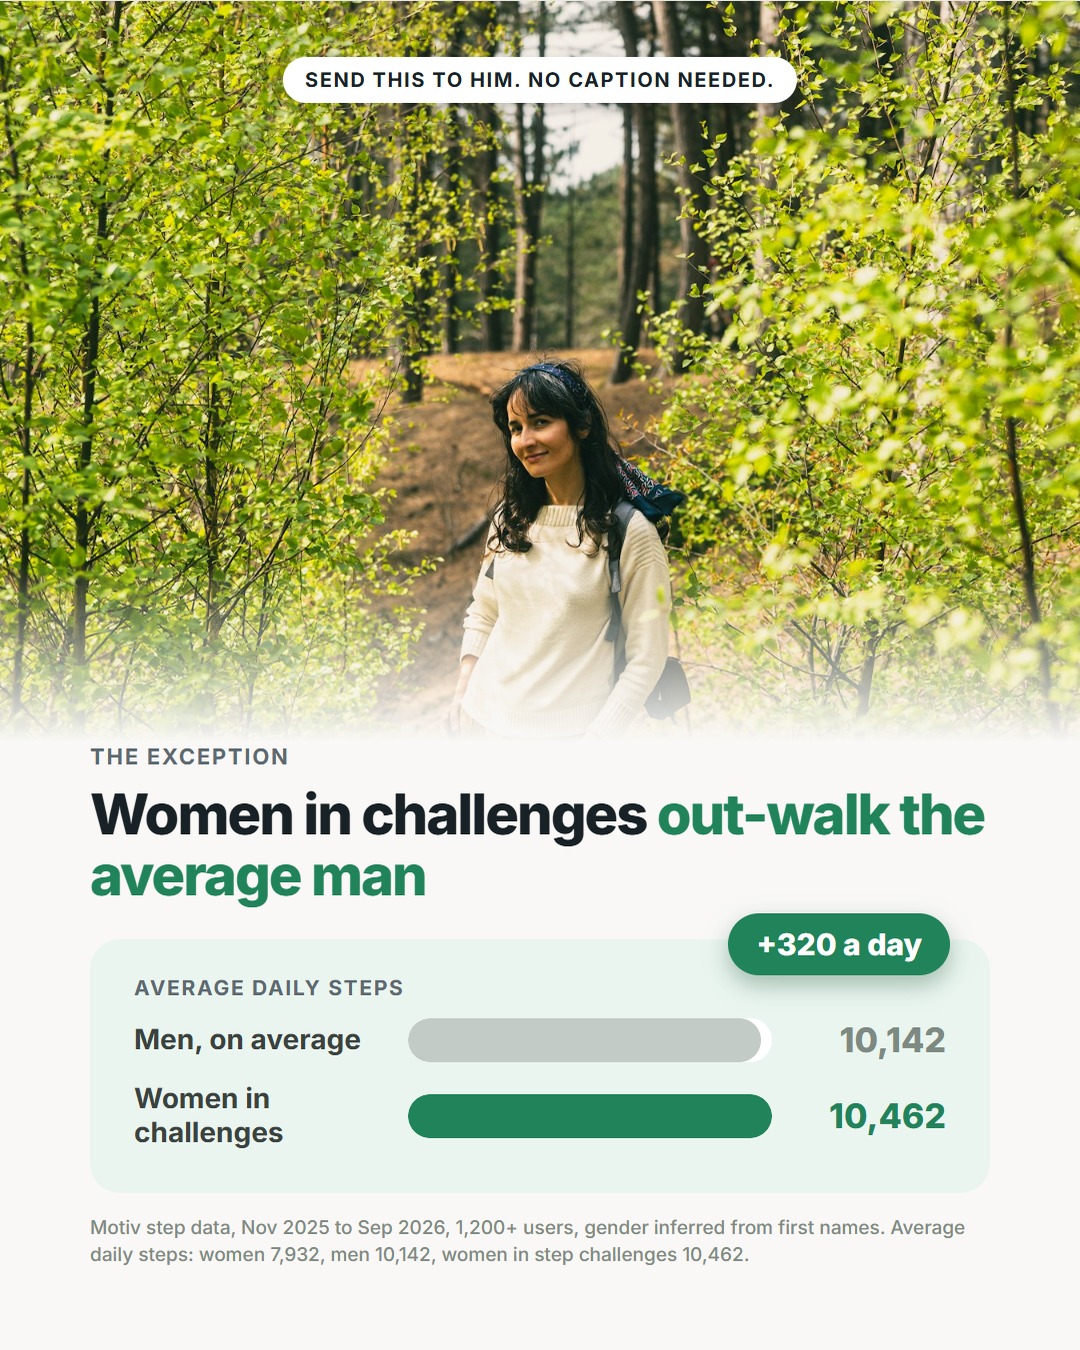 SEND THIS TO HIM. NO CAPTION NEEDED.
THE EXCEPTION
Women in challenges out-walk the
average man
+320 a day
AVERAGE DAILY STEPS
Men, on average 10,142
Women in
challenges 10,462
Motiv step data, Nov 2025 to Sep 2026, 1,200+ users, gender inferred from first names. Average
daily steps: women 7,932, men 10,142, women in step challenges 10,462.